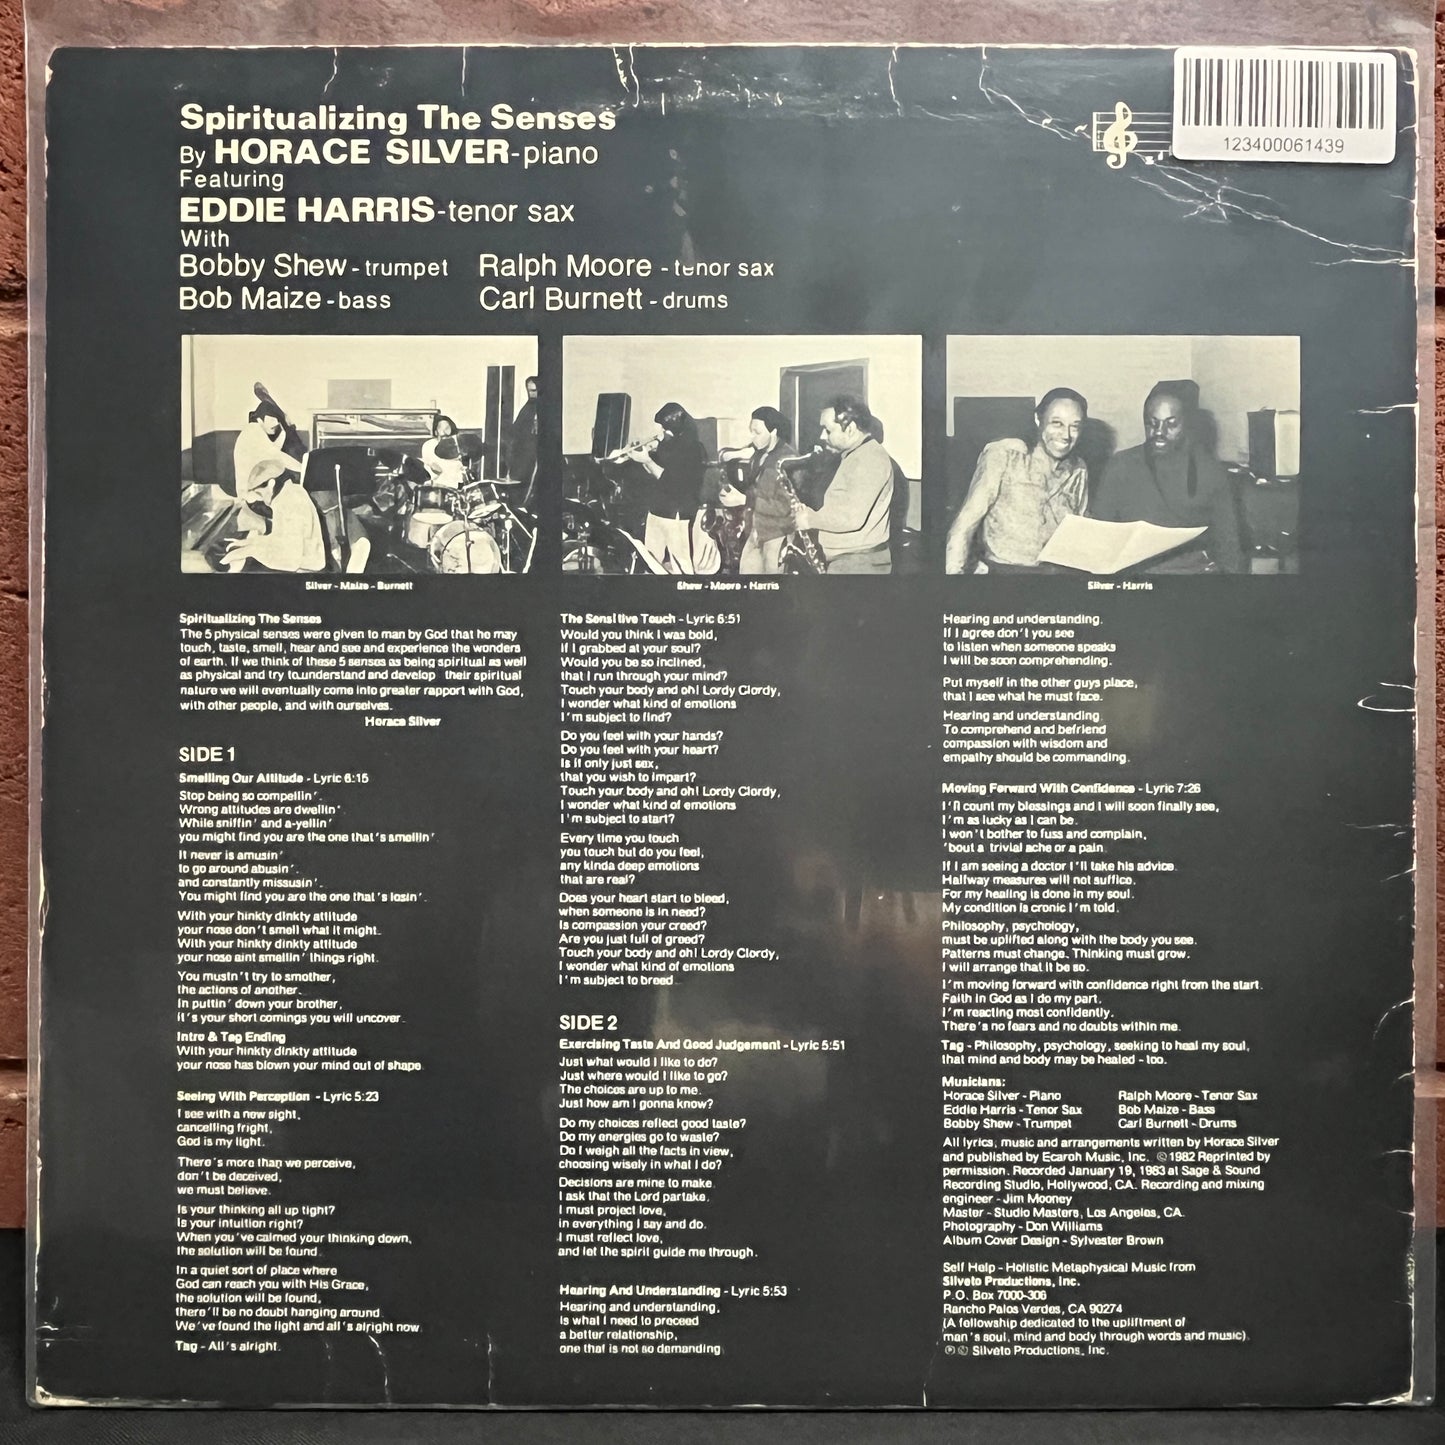 Spiritualizing The Senses
By HORACE SILVER-piano
Featuring
EDDIE HARRIS-tenor sax
With
Bobby Shew - trumpet Ralph Moore - tenor sax
Bob Maize - bass Carl Burnett - drums
123400061439
Silver - Maize - Burnett
Shew - Moore - Harris
Silver - Harris
Spiritualizing The Senses
The 5 physical senses were given to man by God that he may
touch, taste, smell, hear and see and experience the wonders
of earth. If we think of these 5 senses as being spiritual as well
as physical and try to understand and develop their spiritual
nature we will eventually come into greater rapport with God,
with other people, and with ourselves.
Horace Silver
SIDE 1
Smelling Our Attitude - Lyric 6:15
Stop being so compellin'.
Wrong attitudes are dwellin'
While sniffin' and a-yellin'
you might find you are the one that's smellin'
It never is amusin'
to go around abusin'.
and constantly missusin'.
You might find you are the one that's losin'.
With your hinkty dinkty attitude
your nose don't smell what it might.
With your hinkty dinkty attitude
your nose aint smellin' things right.
You mustn't try to smother,
the actions of another.
In puttin' down your brother,
it's your short comings you will uncover.
Intro & Tag Ending
With your hinkty dinkty attitude
your nose has blown your mind out of shape.
Seeing With Perception - Lyric 5:23
I see with a new sight,
cancelling fright,
God is my light.
There's more than we perceive,
don't be deceived,
we must believe.
Is your thinking all up tight?
Is your intuition right?
When you've calmed your thinking down,
the solution will be found.
In a quiet sort of place where
God can reach you with His Grace,
the solution will be found,
there'll be no doubt hanging around.
We've found the light and all's alright now.
Tag - All's alright.
The Sensitive Touch - Lyric 6:51
Would you think I was bold,
if I grabbed at your soul?
Would you be so inclined,
that I run through your mind?
Touch your body and oh! Lordy Clordy,
I wonder what kind of emotions
I'm subject to find?
Do you feel with your hands?
Do you feel with your heart?
Is it only just sex,
that you wish to impart?
Touch your body and oh! Lordy Clordy,
I wonder what kind of emotions
I'm subject to start?
Every time you touch
you touch but do you feel,
any kinda deep emotions
that are real?
Does your heart start to bleed,
when someone is in need?
Is compassion your creed?
Are you just full of greed?
Touch your body and oh! Lordy Clordy,
I wonder what kind of emotions
I'm subject to breed.
SIDE 2
Exercising Taste And Good Judgement - Lyric 5:51
Just what would I like to do?
Just where would I like to go?
The choices are up to me.
Just how am I gonna know?
Do my choices reflect good taste?
Do my energies go to waste?
Do I weigh all the facts in view,
choosing wisely in what I do?
Decisions are mine to make.
I ask that the Lord partake.
I must project love,
in everything I say and do.
I must reflect love,
and let the spirit guide me through.
Hearing And Understanding - Lyric 5:53
Hearing and understanding,
is what I need to preceed
a better relationship,
one that is not so demanding.
Hearing and understanding.
If I agree don't you see
to listen when someone speaks
I will be soon comprehending.
Put myself in the other guys place,
that I see what he must face.
Hearing and understanding.
To comprehend and befriend
compassion with wisdom and
empathy should be commanding.
Moving Forward With Confidence - Lyric 7:26
I'll count my blessings and I will soon finally see,
I'm as lucky as I can be.
I won't bother to fuss and complain,
'bout a trivial ache or a pain.
If I am seeing a doctor I'll take his advice.
Halfway measures will not suffice.
For my healing is done in my soul.
My condition is cronic I'm told.
Philosophy, psychology,
must be uplifted along with the body you see.
Patterns must change. Thinking must grow.
I will arrange that it be so.
I'm moving forward with confidence right from the start.
Faith in God as I do my part.
I'm reacting most confidently.
There's no fears and no doubts within me.
Tag - Philosophy, psychology, seeking to heal my soul,
that mind and body may be healed - too.
Musicians:
Horace Silver - Piano Ralph Moore - Tenor Sax
Eddie Harris - Tenor Sax Bob Maize - Bass
Bobby Shew - Trumpet Carl Burnett - Drums
All lyrics, music and arrangements written by Horace Silver
and published by Ecaroh Music, Inc. ©1982 Reprinted by
permission. Recorded January 19, 1983 at Sage & Sound
Recording Studio, Hollywood, CA. Recording and mixing
engineer - Jim Mooney
Master - Studio Masters, Los Angeles, CA.
Photography - Don Williams
Album Cover Design - Sylvester Brown
Self Help - Holistic Metaphysical Music from
Silveto Productions, Inc.
P.O. Box 7000-306
Rancho Palos Verdes, CA 90274
(A fellowship dedicated to the upliftment of
man's soul, mind and body through words and music).
℗ © Silveto Productions, Inc.